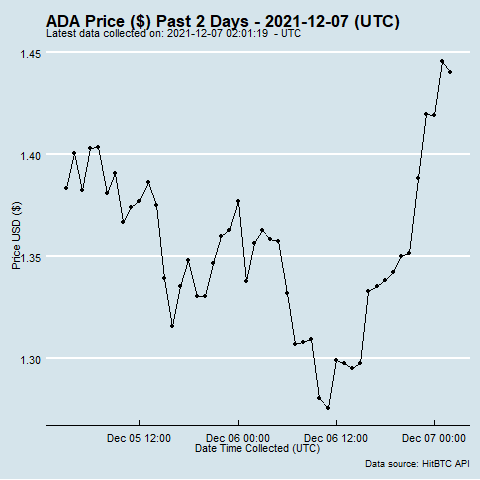 ADA Price ($) Past 2 Days - 2021-12-07 (UTC)
Latest data collected on: 2021-12-07 02:01:19  - UTC
1.45
1.40
1.35
1.30
Price USD ($)
Dec 05 12:00
Dec 06 00:00
Dec 06 12:00
Dec 07 00:00
Date Time Collected (UTC)
Data source: HitBTC API